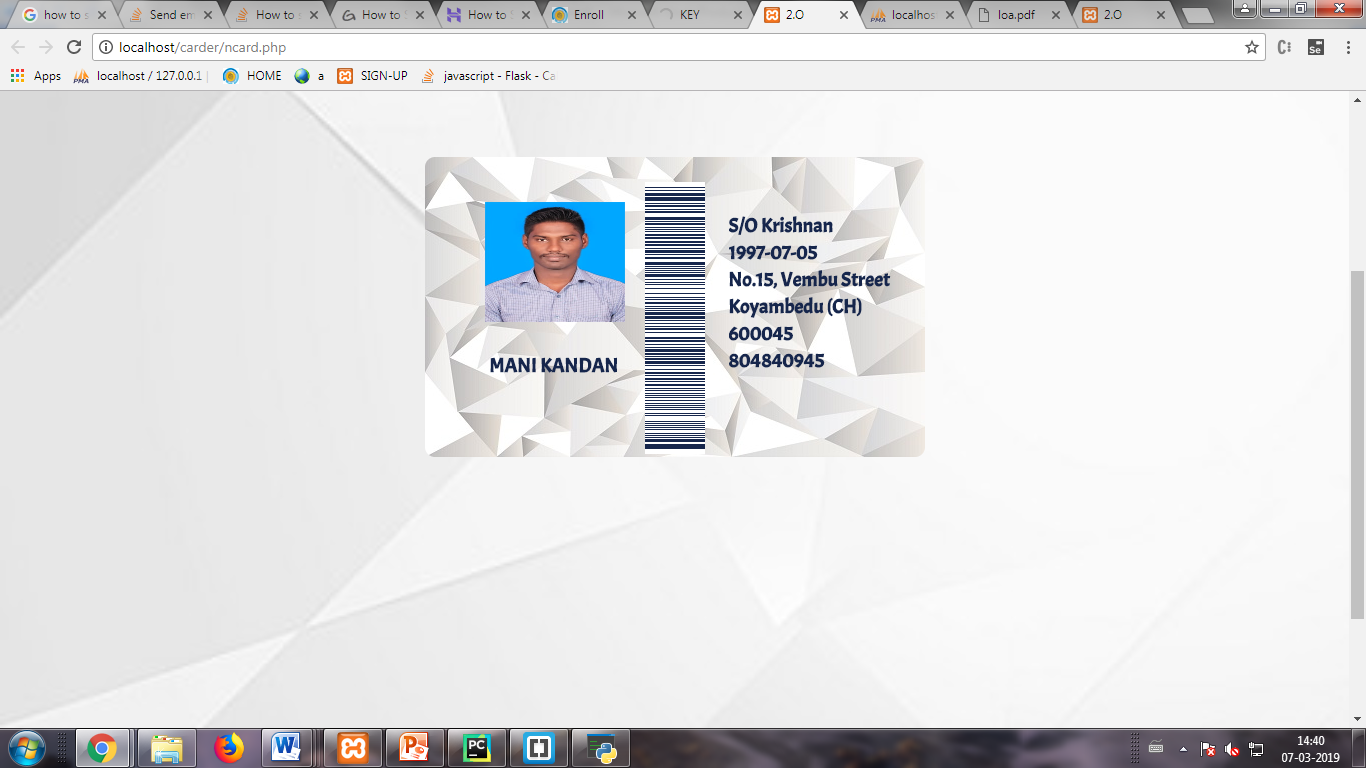 how to s
Send em
How to s
How to
How to S
Enroll
KEY
2.O
localhos
loa.pdf
2.O
localhost/carder/ncard.php
Apps
localhost / 127.0.0.1
HOME
a
SIGN-UP
javascript - Flask - Ca
S/O Krishnan
1997-07-05
No.15, Vembu Street
Koyambedu (CH)
600045
804840945
MANI KANDAN
14:40
07-03-2019